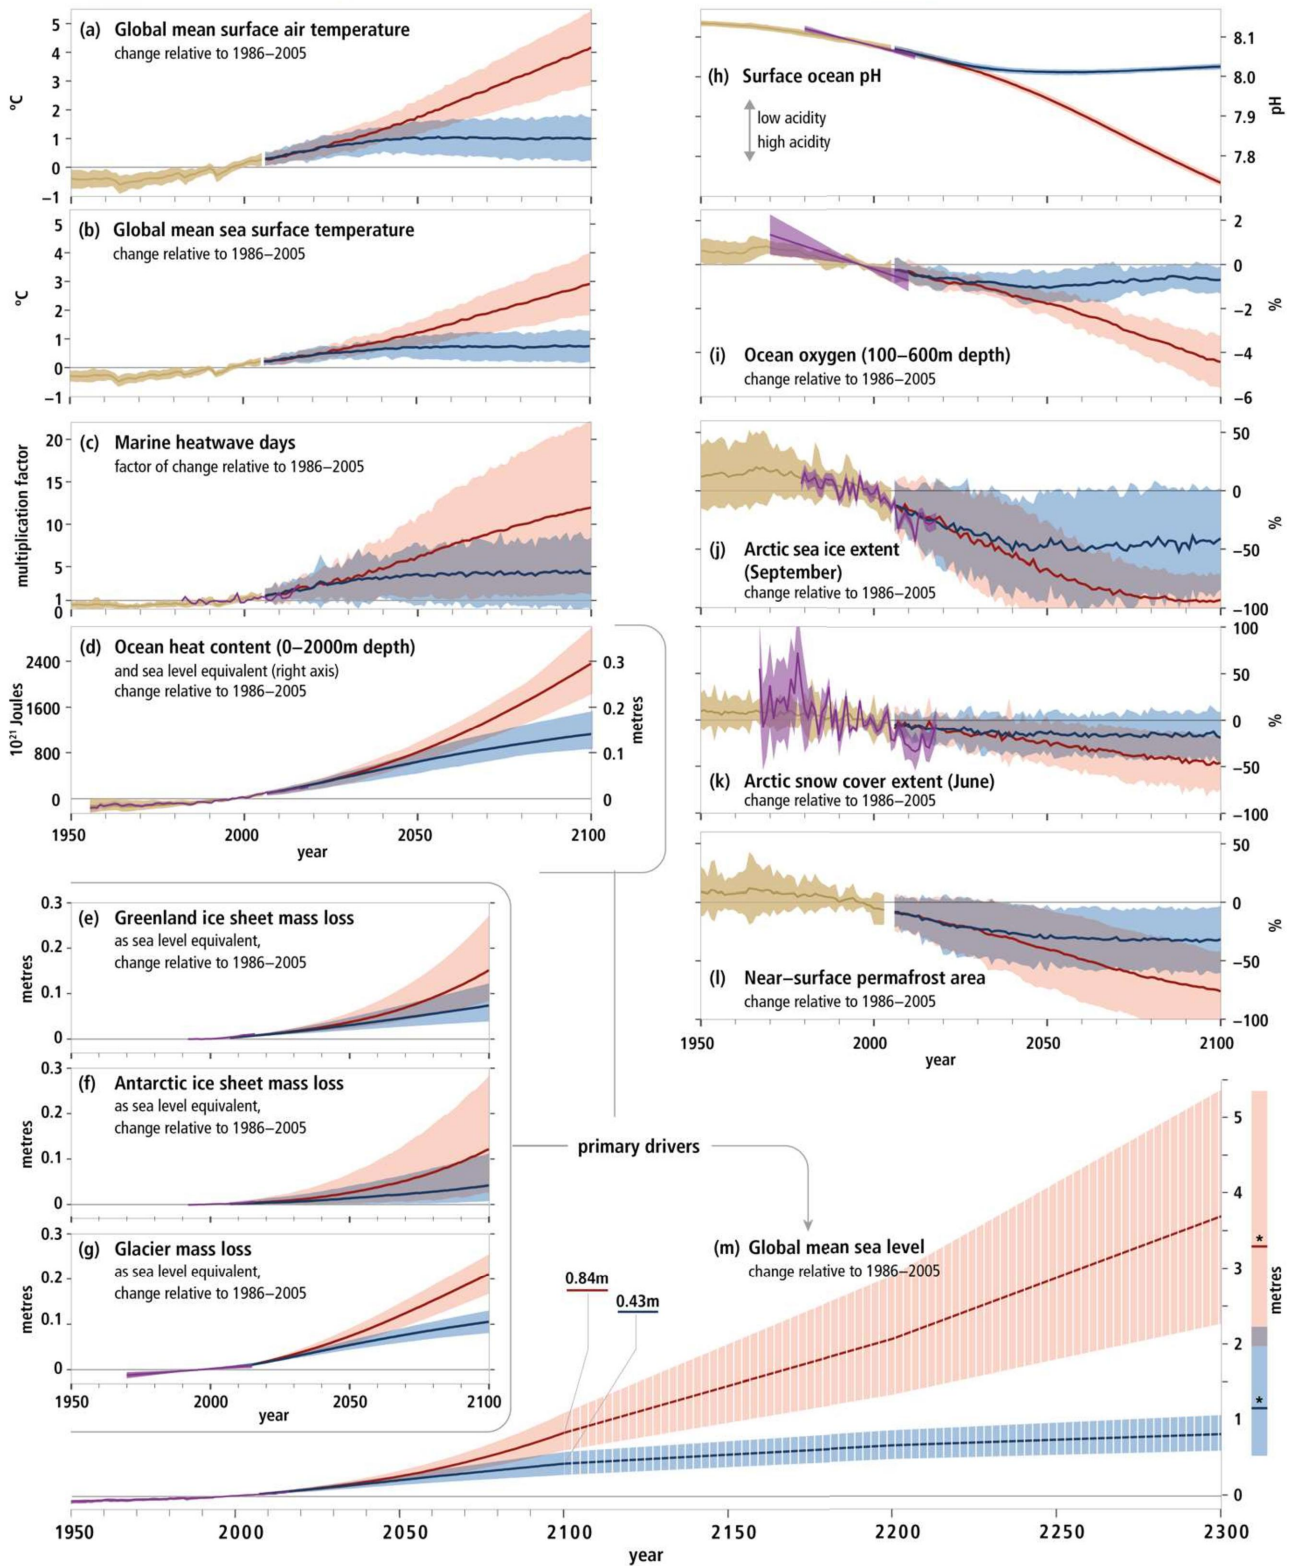 (a) Global mean surface air temperature
change relative to 1986–2005
5
4
3
2
1
0
–1
°C
(b) Global mean sea surface temperature
change relative to 1986–2005
5
4
3
2
1
0
–1
°C
(c) Marine heatwave days
factor of change relative to 1986–2005
20
15
10
5
1
0
multiplication factor
(d) Ocean heat content (0–2000m depth)
and sea level equivalent (right axis)
change relative to 1986–2005
2400
1600
800
0
10²¹ Joules
0.3
0.2
0.1
0
metres
1950 2000 2050 2100
year
(e) Greenland ice sheet mass loss
as sea level equivalent,
change relative to 1986–2005
0.3
0.2
0.1
0
metres
(f) Antarctic ice sheet mass loss
as sea level equivalent,
change relative to 1986–2005
0.3
0.2
0.1
0
metres
(g) Glacier mass loss
as sea level equivalent,
change relative to 1986–2005
0.3
0.2
0.1
0
metres
1950 2000 2050 2100
year
(h) Surface ocean pH
low acidity
high acidity
8.1
8.0
7.9
7.8
pH
(i) Ocean oxygen (100–600m depth)
change relative to 1986–2005
2
0
–2
–4
–6
%
(j) Arctic sea ice extent
(September)
change relative to 1986–2005
50
0
–50
–100
%
(k) Arctic snow cover extent (June)
change relative to 1986–2005
100
50
0
–50
–100
%
(l) Near–surface permafrost area
change relative to 1986–2005
50
0
–50
–100
%
1950 2000 2050 2100
year
primary drivers
(m) Global mean sea level
change relative to 1986–2005
0.84m
0.43m
5
4
3
2
1
0
metres
*
*
1950 2000 2050 2100 2150 2200 2250 2300
year